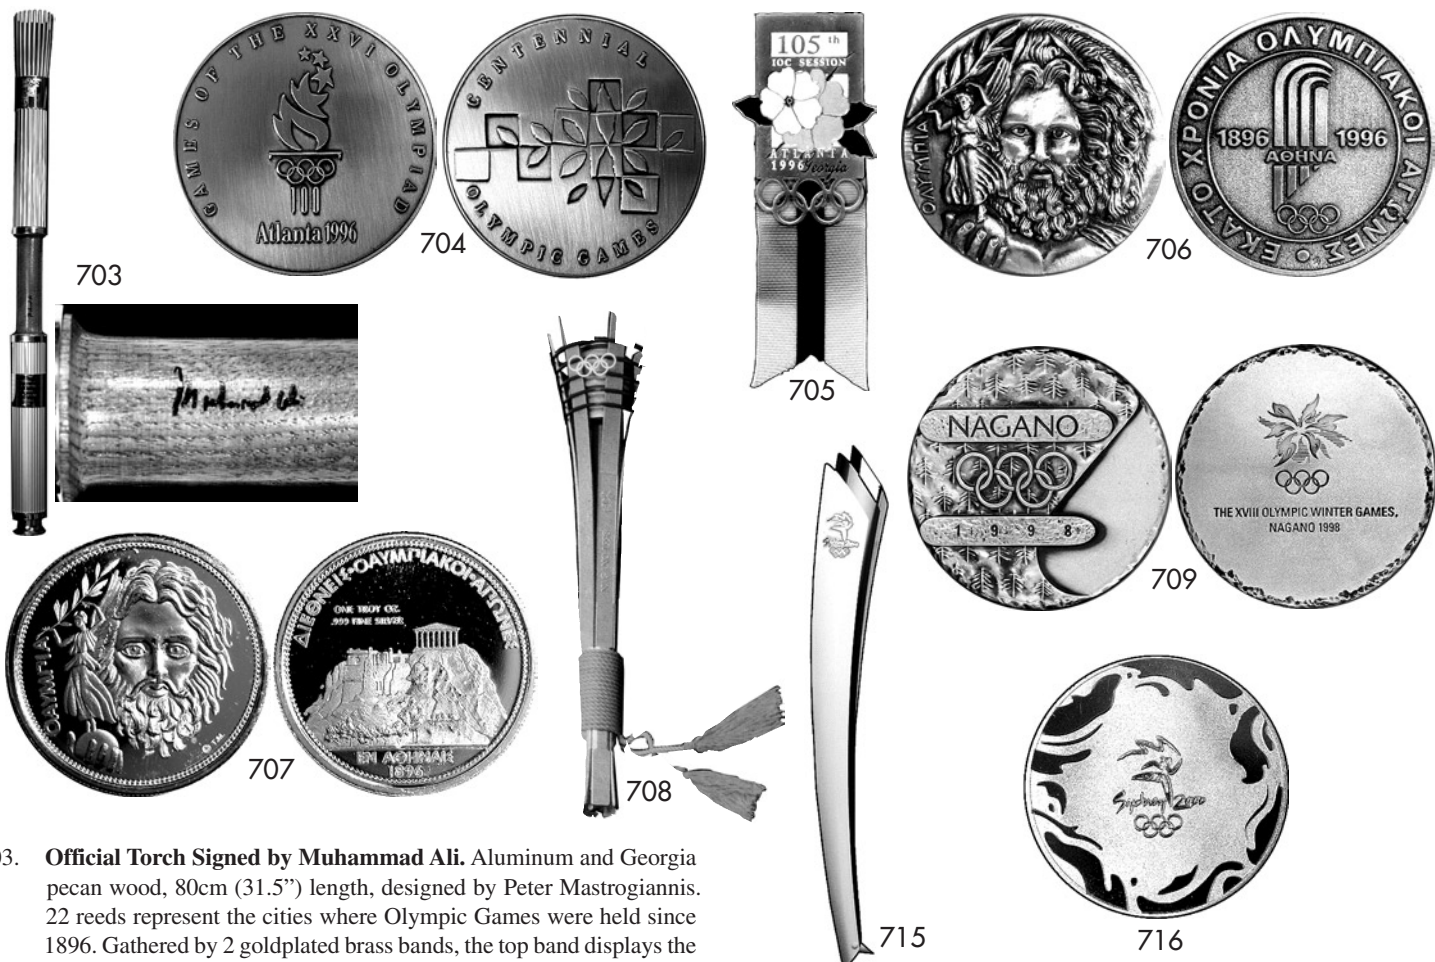 GAMES OF THE XXVI OLYMPIAD
Atlanta 1996
704
CENTENNIAL
OLYMPIC GAMES
105th
IOC SESSION
ATLANTA
1996 Georgia
705
ΟΛΥΜΠΙΑ
706
ΕΚΑΤΟ ΧΡΟΝΙΑ ΟΛΥΜΠΙΑΚΟΙ ΑΓΩΝΕΣ
1896 1996
ΑΘΗΝΑ
703
NAGANO
1998
709
THE XVIII OLYMPIC WINTER GAMES,
NAGANO 1998
ΟΛΥΜΠΙΑ
© TM
707
ΔΙΕΘΝΕΙΣ•ΟΛΥΜΠΙΑΚΟΙ•ΑΓΩΝΕΣ
ONE TROY OZ.
.999 FINE SILVER
ΕΝ ΑΘΗΝΑΙΣ
1896
708
715
Sydney 2000
716
03. Official Torch Signed by Muhammad Ali. Aluminum and Georgia
pecan wood, 80cm (31.5”) length, designed by Peter Mastrogiannis.
22 reeds represent the cities where Olympic Games were held since
1896. Gathered by 2 goldplated brass bands, the top band displays the